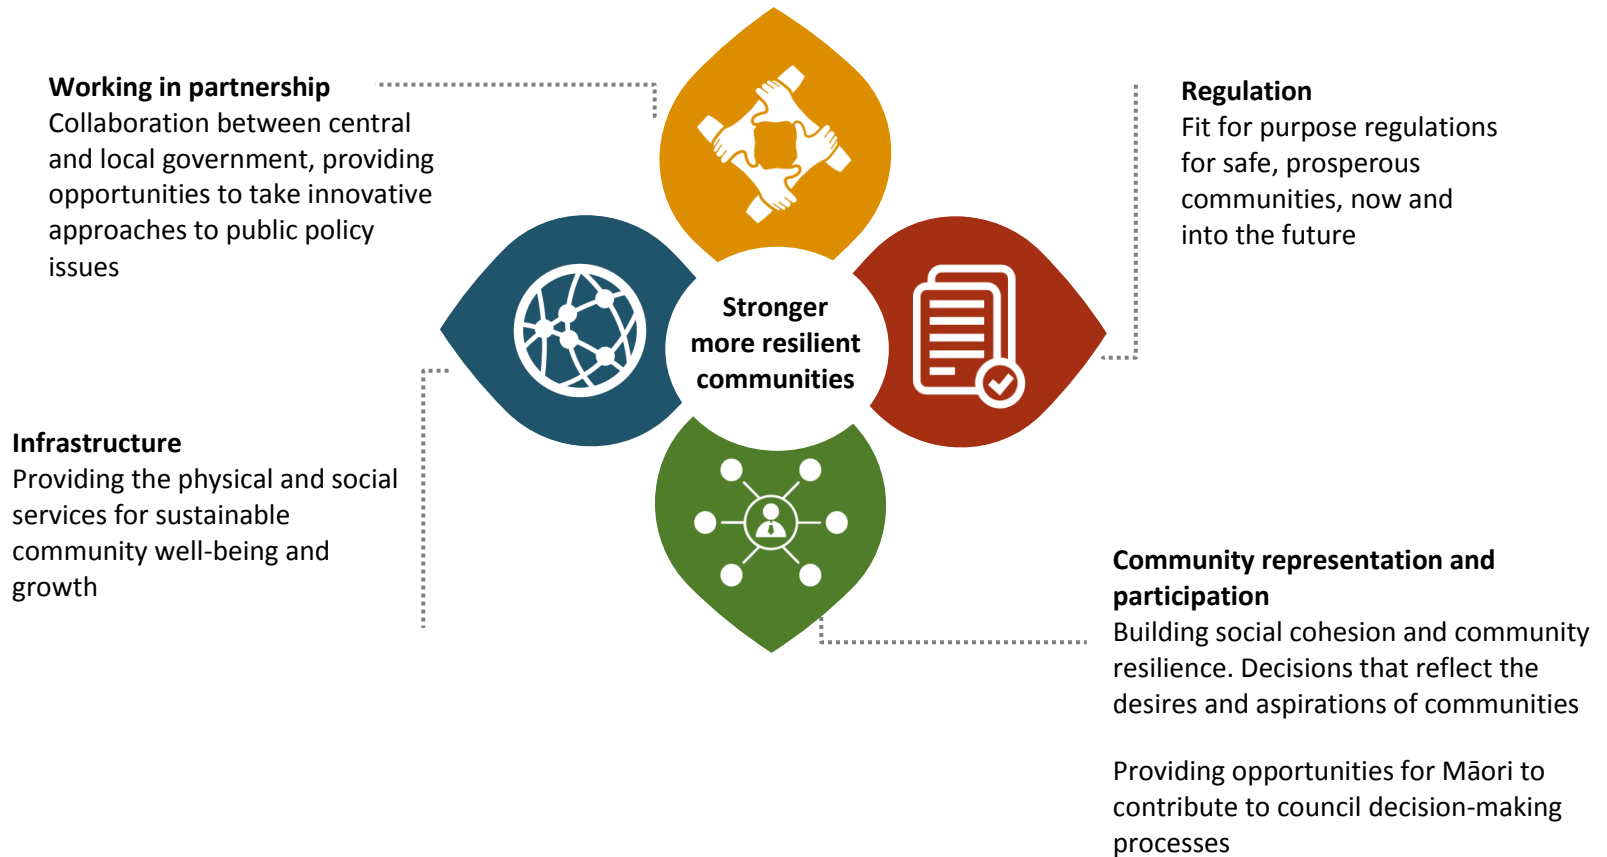 Working in partnership
Collaboration between central
and local government, providing
opportunities to take innovative
approaches to public policy
issues
Regulation
Fit for purpose regulations
for safe, prosperous
communities, now and
into the future
Stronger
more resilient
communities
Infrastructure
Providing the physical and social
services for sustainable
community well-being and
growth
Community representation and
participation
Building social cohesion and community
resilience. Decisions that reflect the
desires and aspirations of communities
Providing opportunities for Māori to
contribute to council decision-making
processes